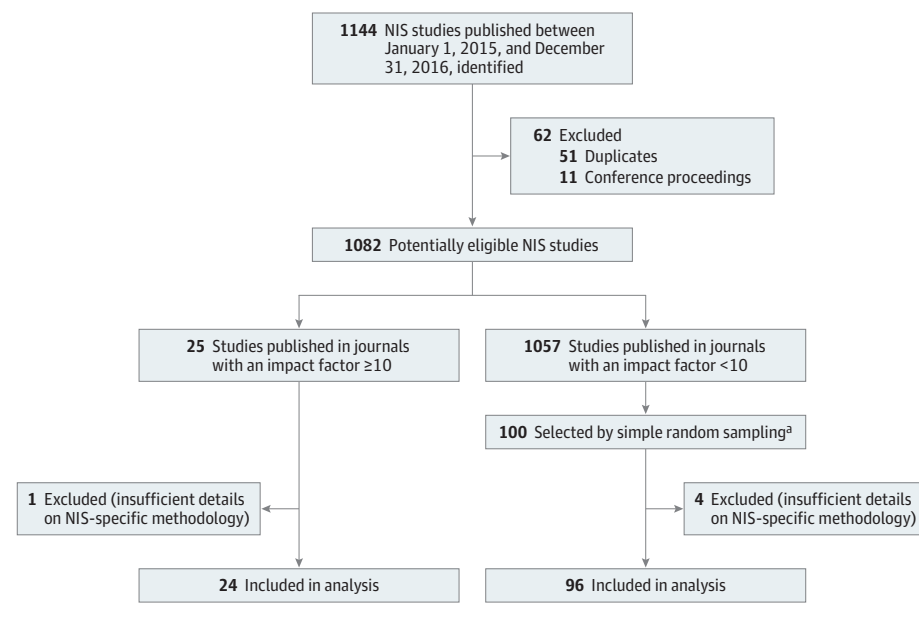 1144 NIS studies published between
January 1, 2015, and December
31, 2016, identified
62 Excluded
51 Duplicates
11 Conference proceedings
1082 Potentially eligible NIS studies
25 Studies published in journals
with an impact factor ≥10
1057 Studies published in journals
with an impact factor <10
100 Selected by simple random samplingᵃ
1 Excluded (insufficient details
on NIS-specific methodology)
4 Excluded (insufficient details
on NIS-specific methodology)
24 Included in analysis
96 Included in analysis